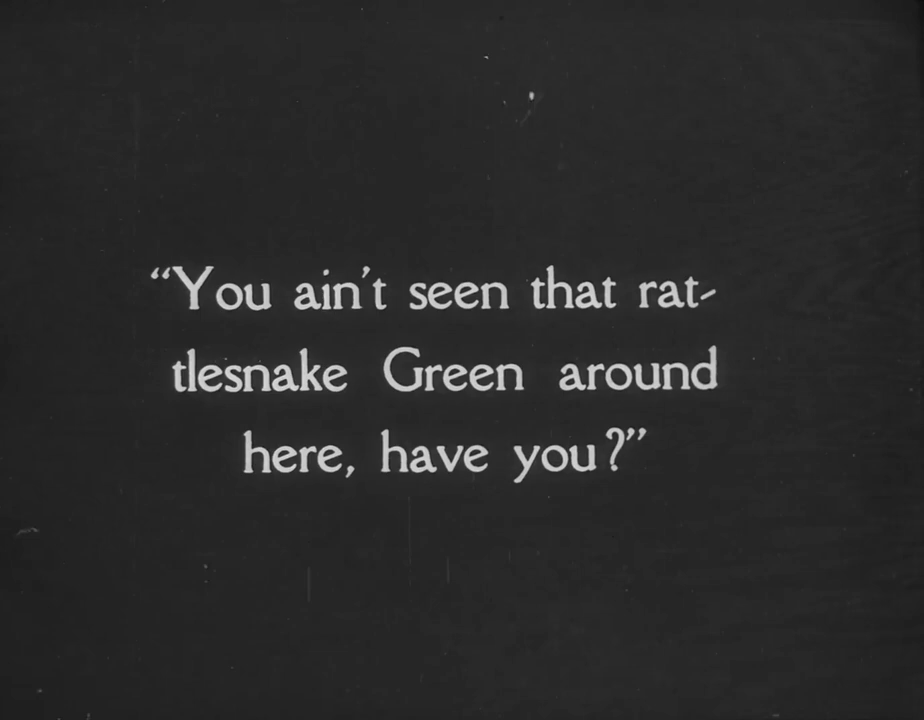 “You ain't seen that rat-
tlesnake Green around
here, have you?”